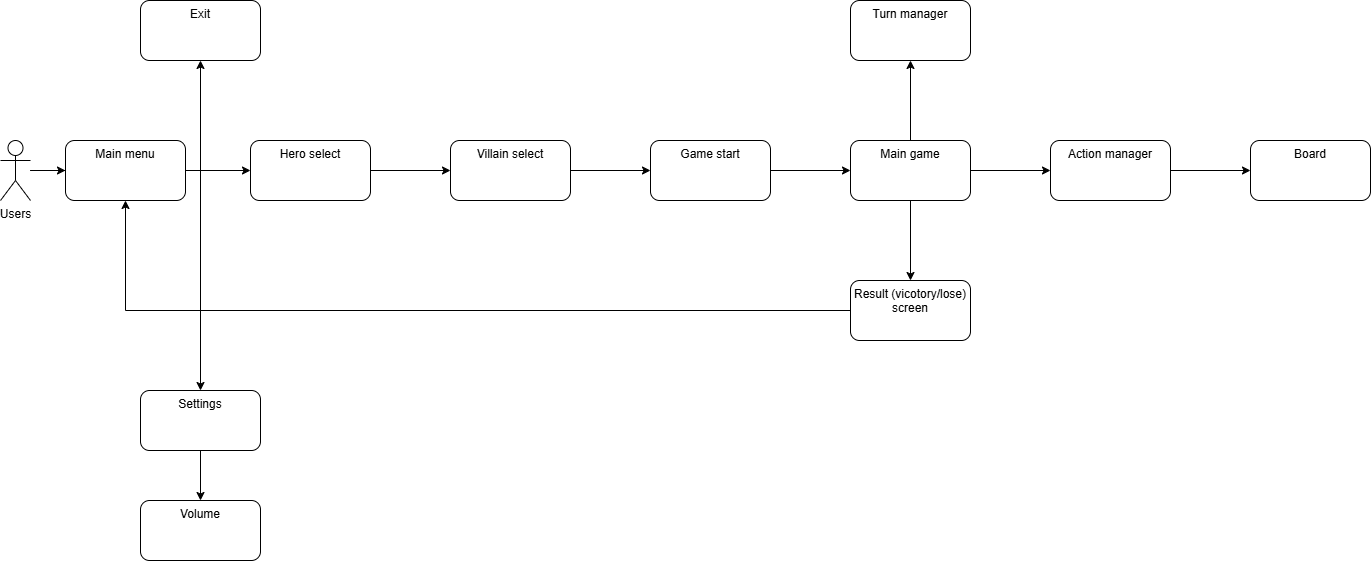 Exit
Turn manager
Main menu
Hero select
Villain select
Game start
Main game
Action manager
Board
Users
Result (vicotory/lose)
screen
Settings
Volume